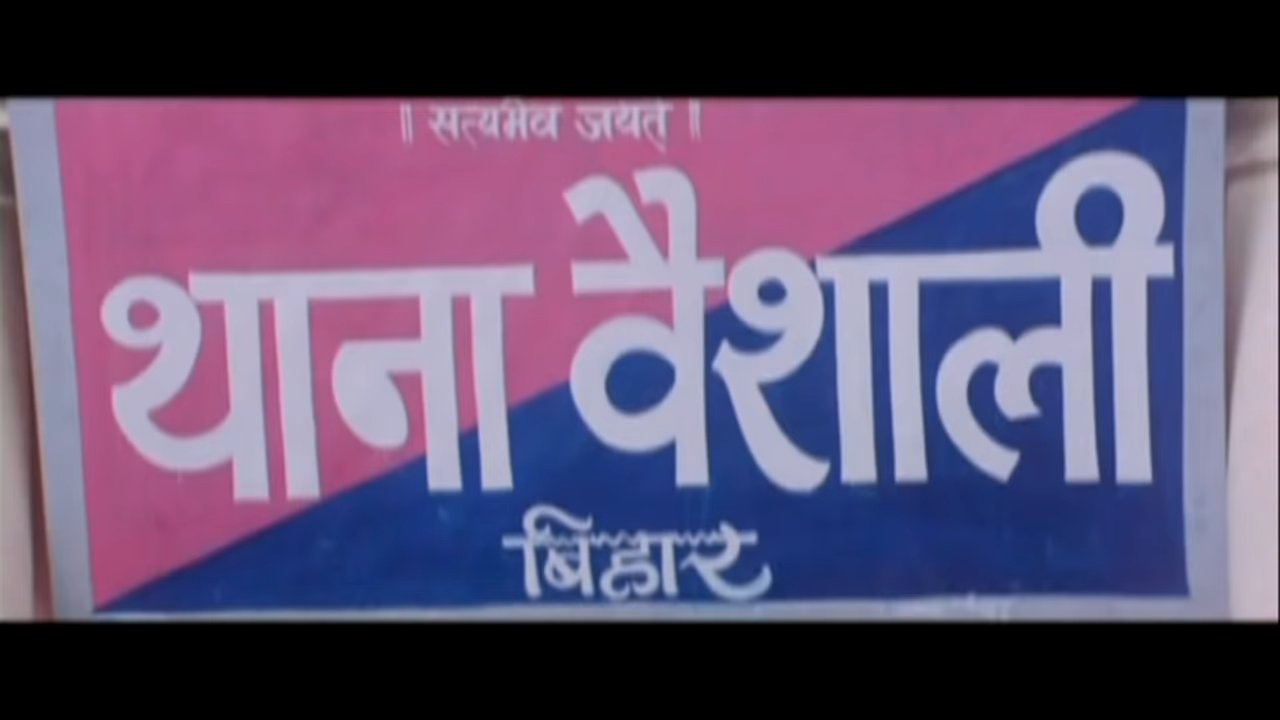 ॥ सत्यमेव जयते ॥
थाना वैशाली
बिहार